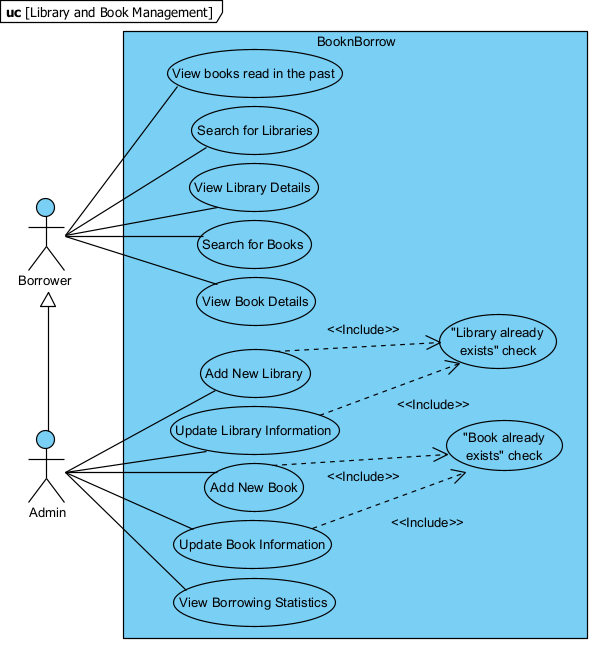 uc [Library and Book Management]
BooknBorrow
View books read in the past
Search for Libraries
View Library Details
Search for Books
Borrower
View Book Details
<<Include>>
"Library already
exists" check
Add New Library
<<Include>>
Update Library Information
"Book already
exists" check
<<Include>>
Add New Book
Admin
<<Include>>
Update Book Information
View Borrowing Statistics